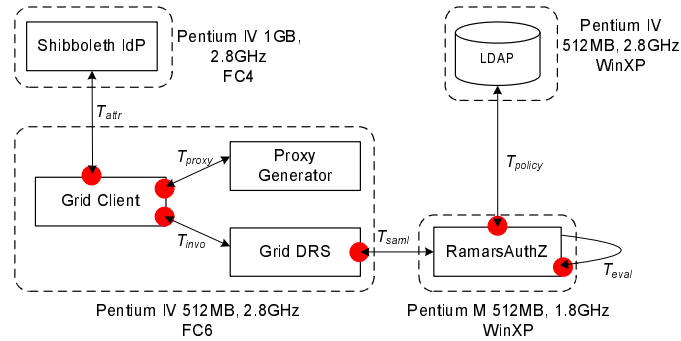 Shibboleth IdP
Pentium IV 1GB,
2.8GHz
FC4
LDAP
Pentium IV
512MB, 2.8GHz
WinXP
Tattr
Tproxy
Proxy
Generator
Tpolicy
Grid Client
Tinvo
Grid DRS
Tsaml
RamarsAuthZ
Teval
Pentium IV 512MB, 2.8GHz
FC6
Pentium M 512MB, 1.8GHz
WinXP